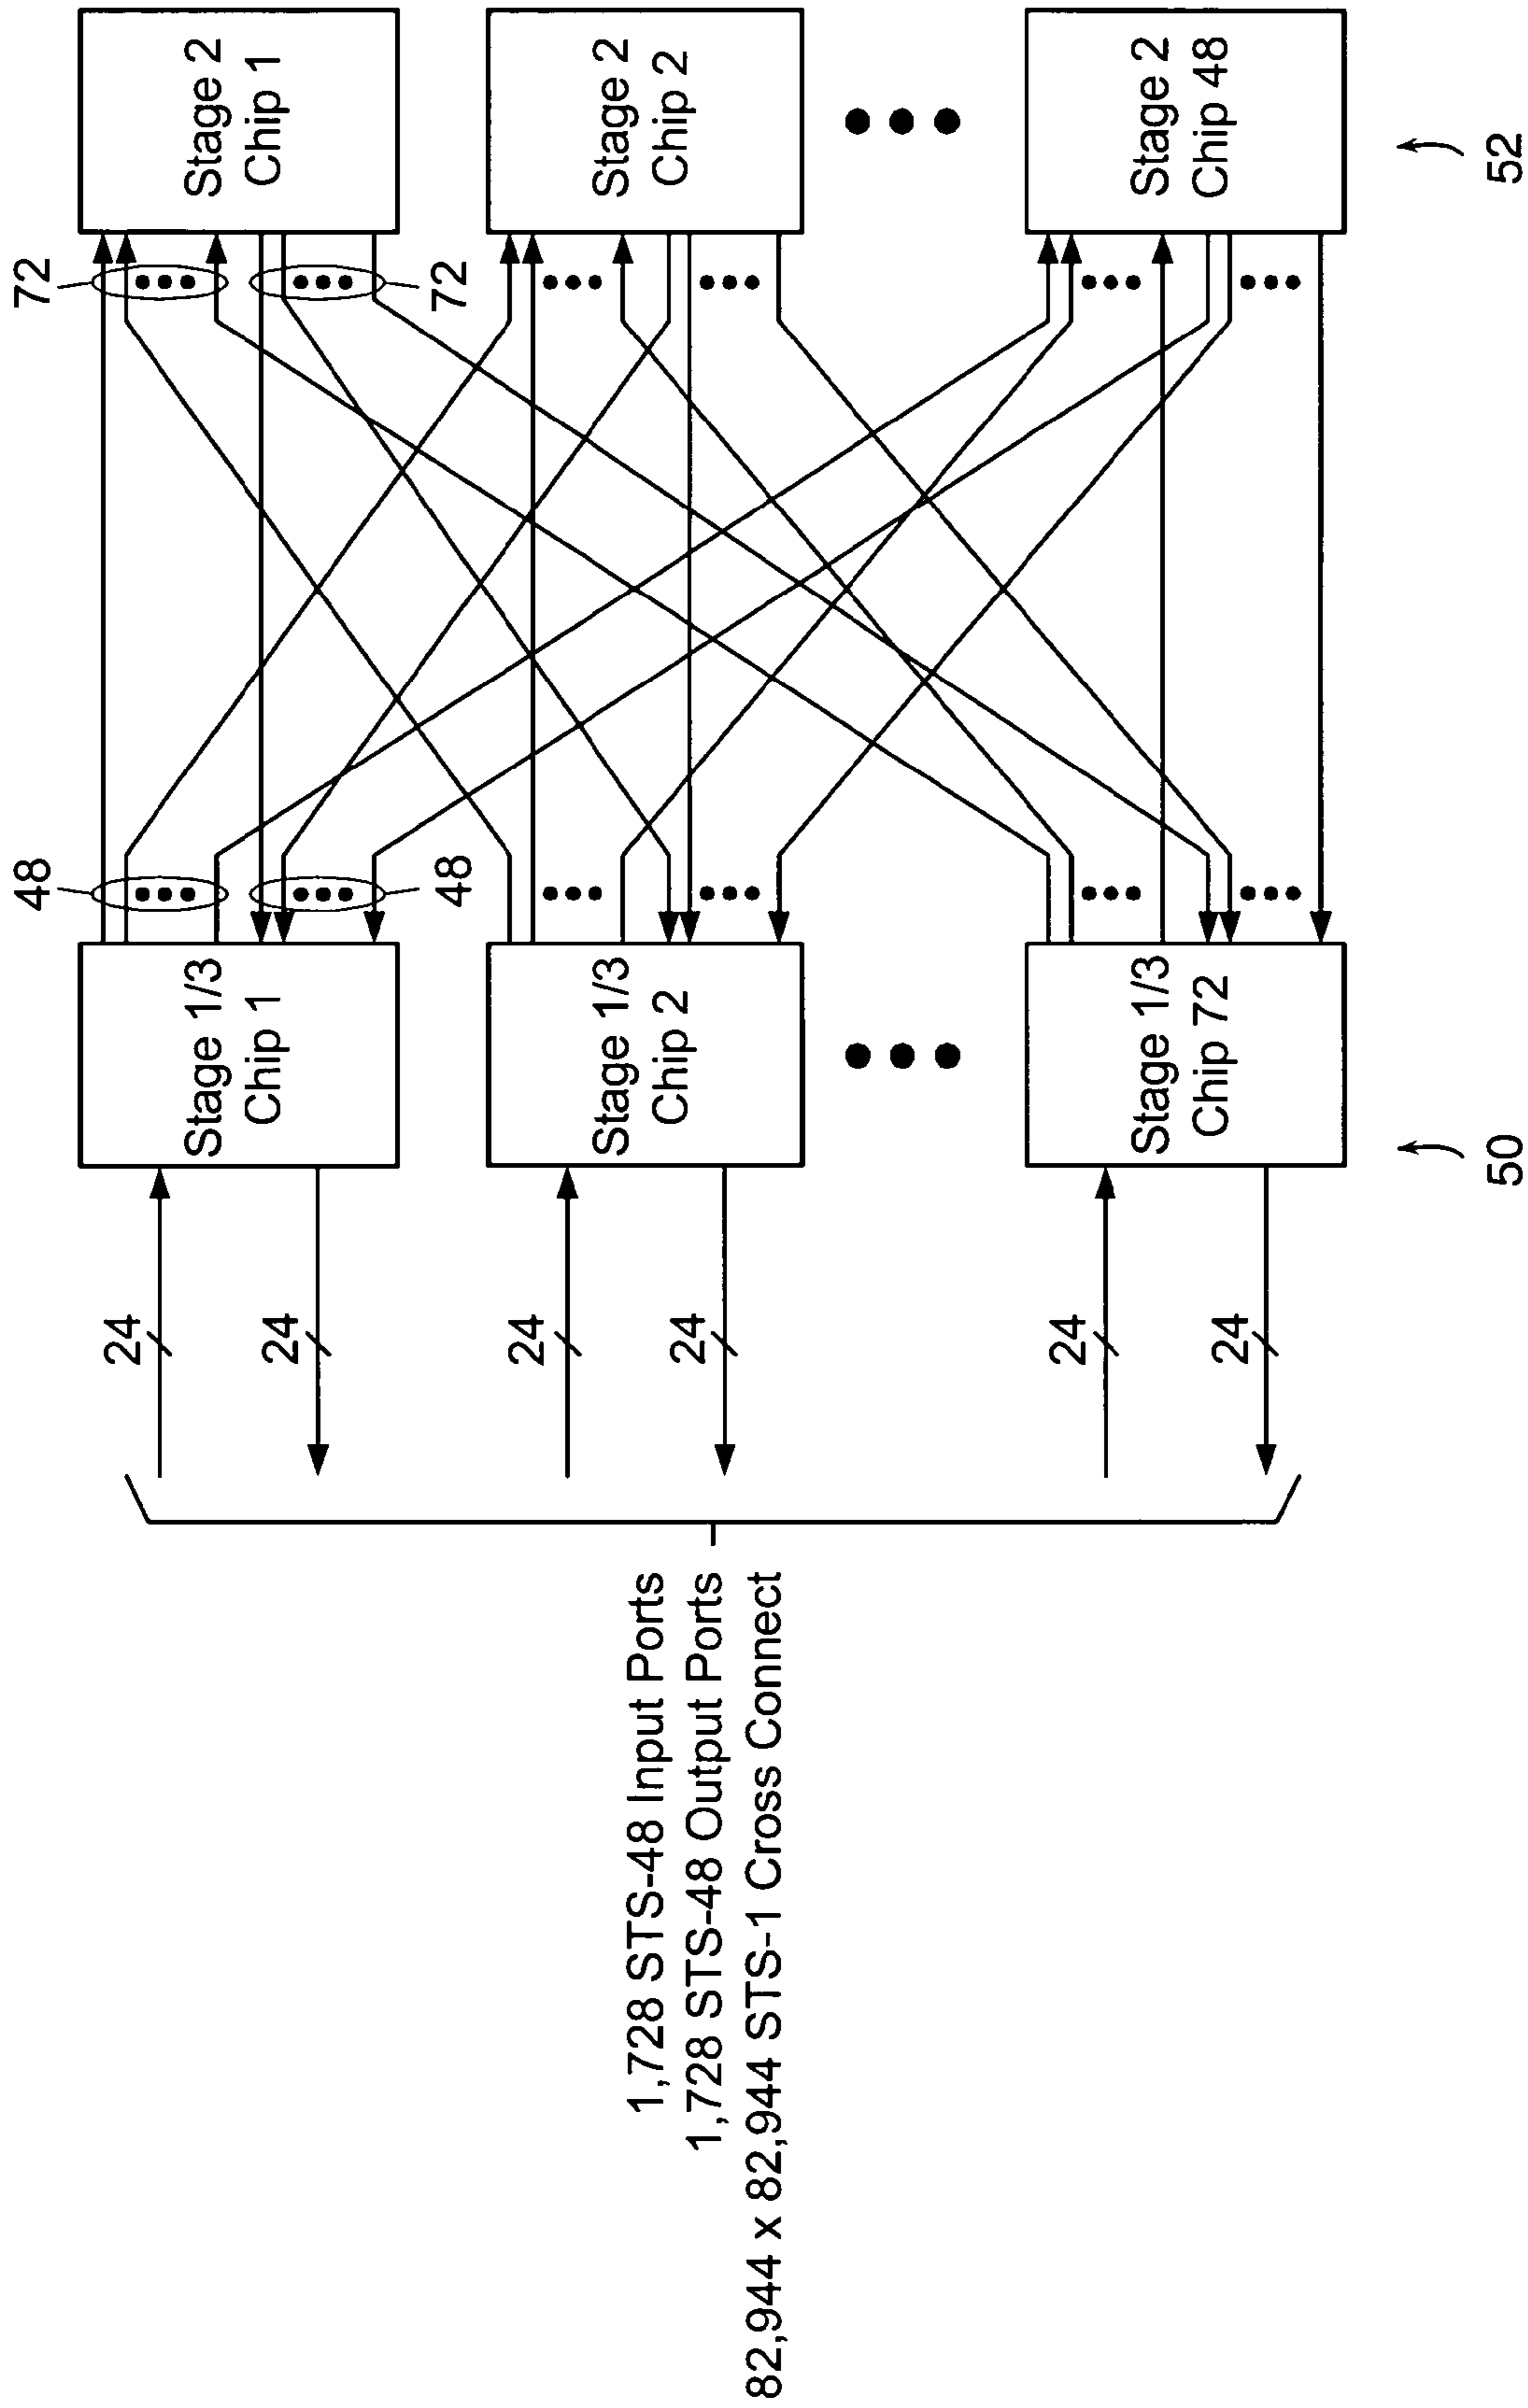 72
72
Stage 2
Chip 1
Stage 2
Chip 2
Stage 2
Chip 48
52
48
48
Stage 1/3
Chip 1
Stage 1/3
Chip 2
Stage 1/3
Chip 72
50
24
24
24
24
24
24
1,728 STS-48 Input Ports
1,728 STS-48 Output Ports
82,944 x 82,944 STS-1 Cross Connect